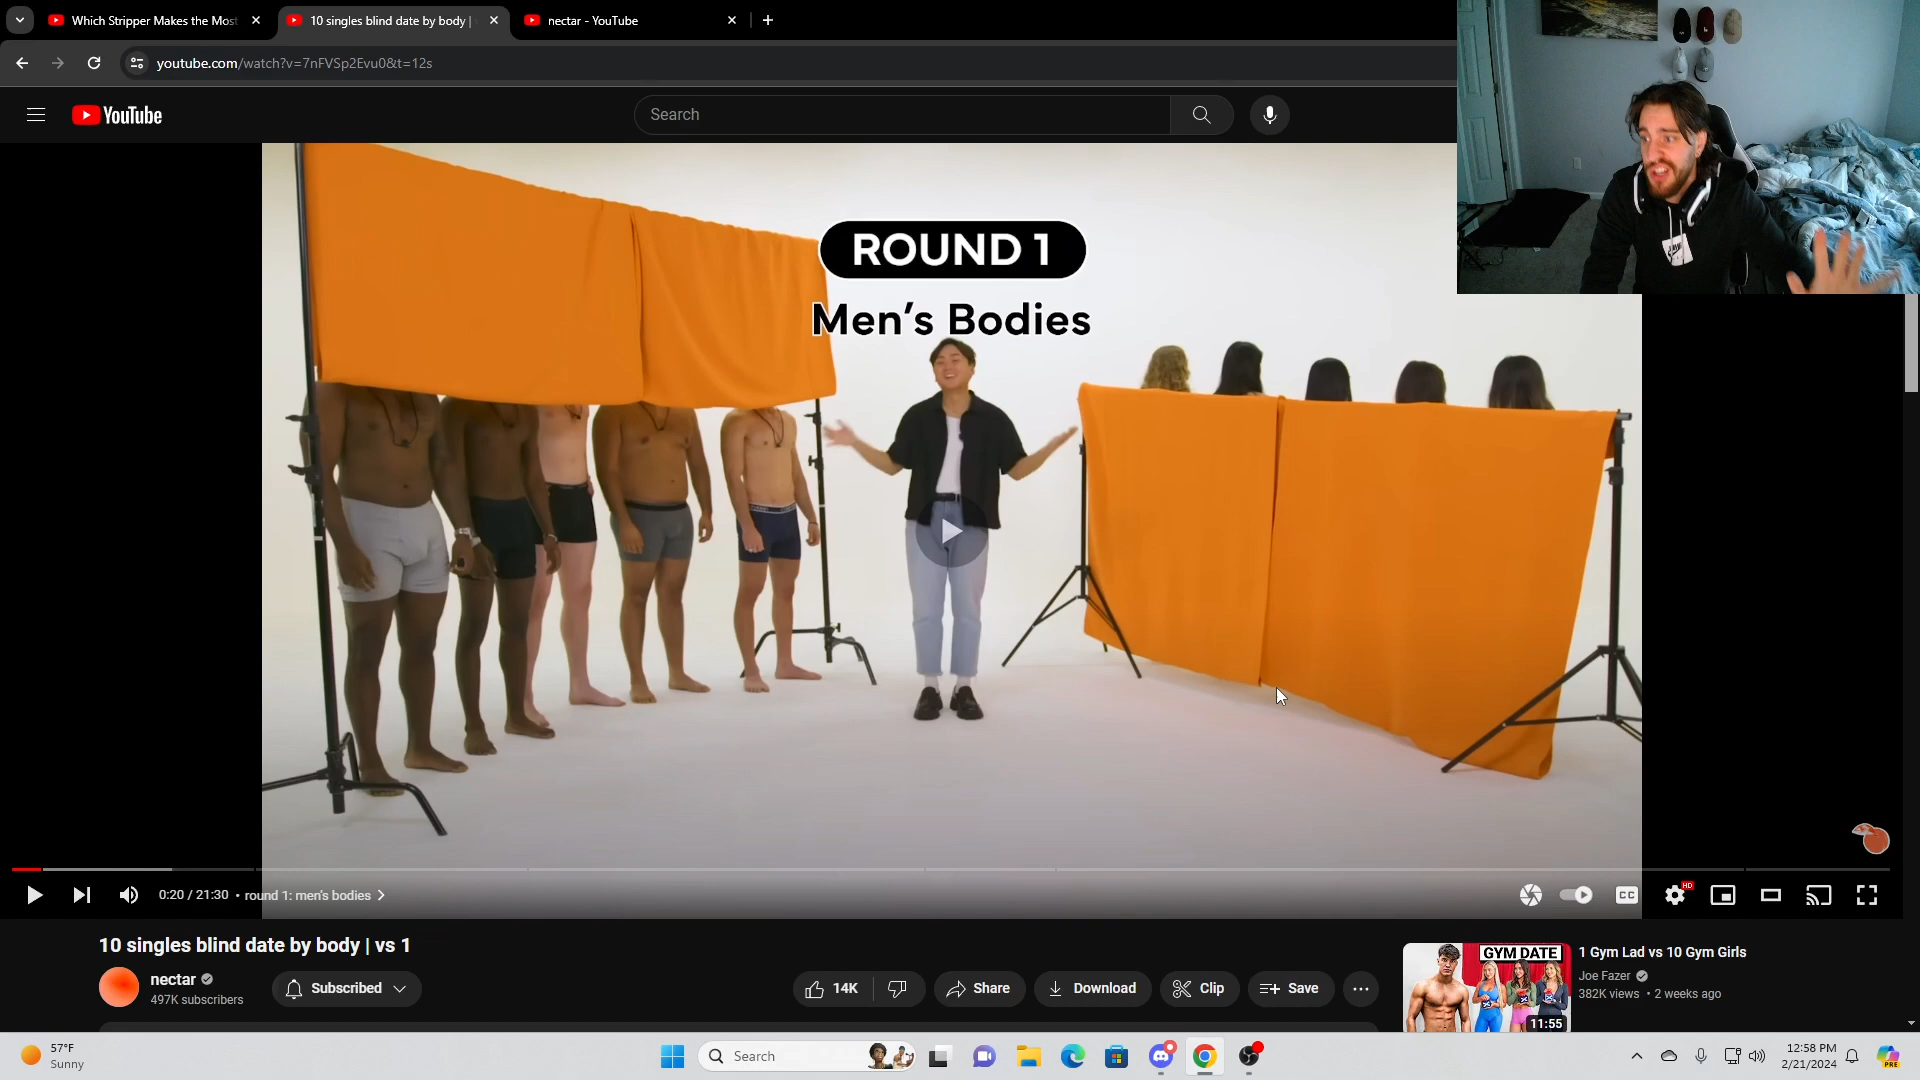 Which Stripper Makes the Most
10 singles blind date by body |
nectar - YouTube
youtube.com/watch?v=7nFVSp2Evu0&t=12s
YouTube
Search
ROUND 1
Men's Bodies
0:20 / 21:30 • round 1: men's bodies
CC
HD
10 singles blind date by body | vs 1
nectar
497K subscribers
Subscribed
14K
Share
Download
Clip
Save
GYM DATE
11:55
1 Gym Lad vs 10 Gym Girls
Joe Fazer
382K views • 2 weeks ago
57°F
Sunny
Search
12:58 PM
2/21/2024
PRE